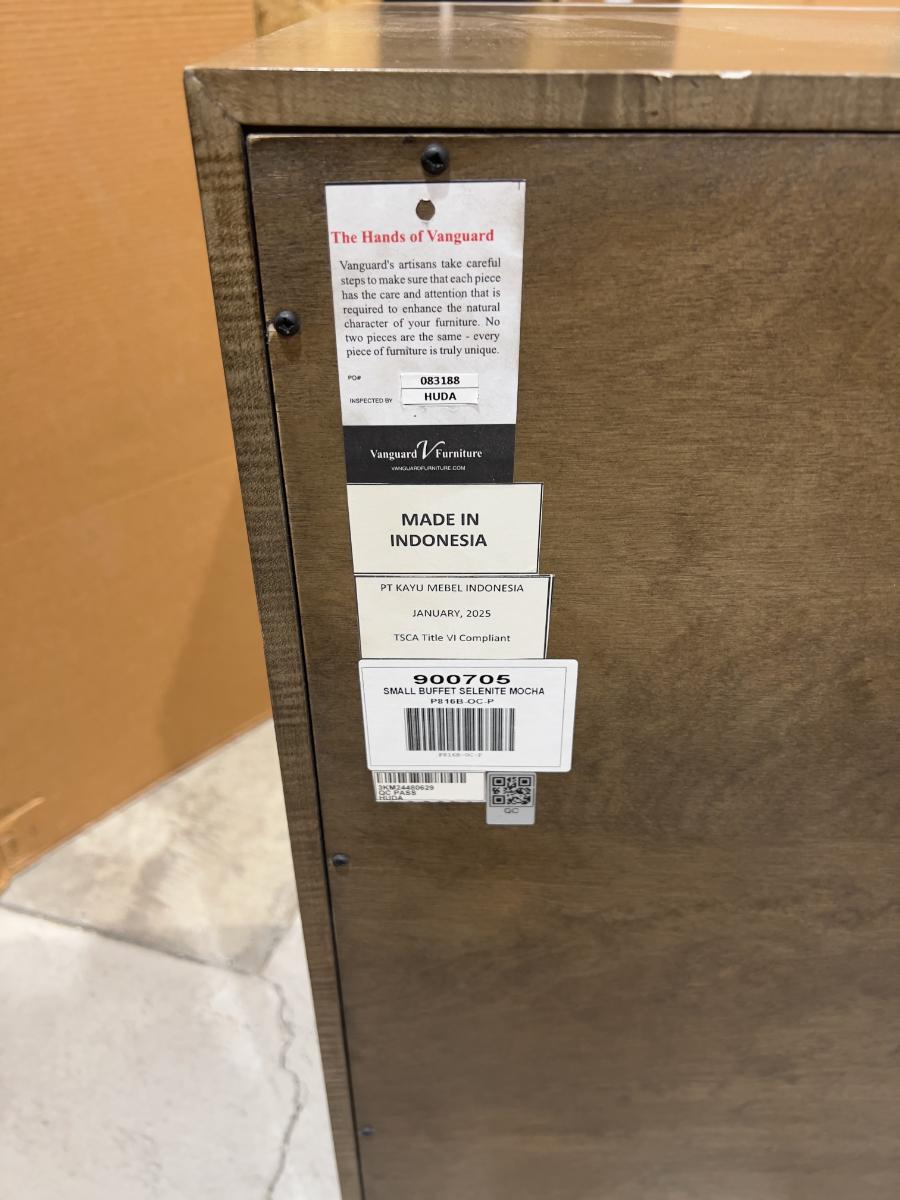 The Hands of Vanguard
Vanguard's artisans take careful
steps to make sure that each piece
has the care and attention that is
required to enhance the natural
character of your furniture. No
two pieces are the same - every
piece of furniture is truly unique.
PO# 083188
INSPECTED BY HUDA
Vanguard V Furniture
VANGUARDFURNITURE.COM
MADE IN
INDONESIA
PT KAYU MEBEL INDONESIA
JANUARY, 2025
TSCA Title VI Compliant
900705
SMALL BUFFET SELENITE MOCHA
P816B-OC-P
P816B-OC-P
3KM24480629
QC PASS
HUDA
QC